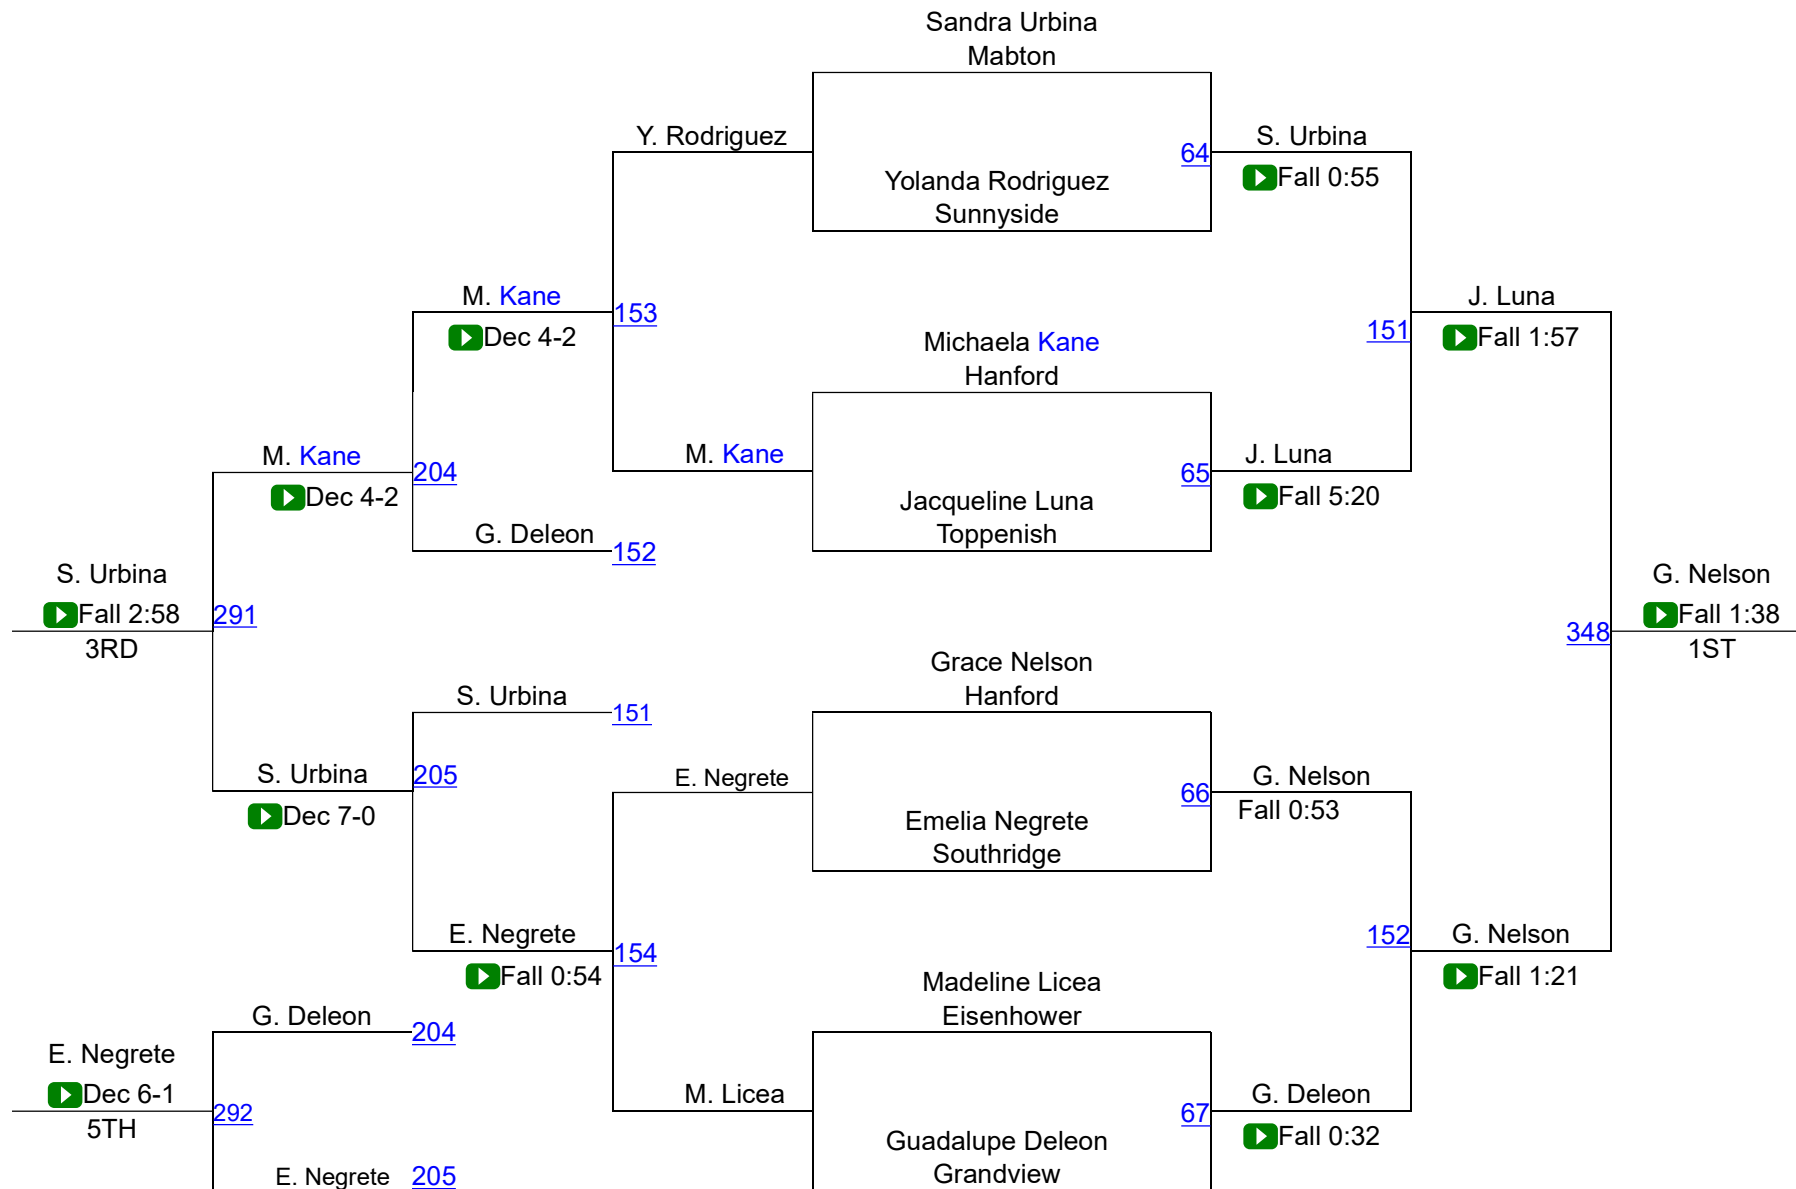 Sandra Urbina
Mabton
Y. Rodriguez
64
S. Urbina
Yolanda Rodriguez
Sunnyside
Fall 0:55
M. Kane
153
J. Luna
Dec 4-2
Michaela Kane
Hanford
151
Fall 1:57
M. Kane
204
M. Kane
65
J. Luna
Dec 4-2
Jacqueline Luna
Toppenish
Fall 5:20
G. Deleon
152
S. Urbina
Fall 2:58
3RD
291
G. Nelson
348
Fall 1:38
1ST
Grace Nelson
Hanford
S. Urbina
151
S. Urbina
205
E. Negrete
66
G. Nelson
Dec 7-0
Emelia Negrete
Southridge
Fall 0:53
E. Negrete
154
152
G. Nelson
Fall 0:54
Madeline Licea
Eisenhower
Fall 1:21
G. Deleon
204
E. Negrete
Dec 6-1
5TH
292
M. Licea
67
G. Deleon
Guadalupe Deleon
Grandview
Fall 0:32
E. Negrete
205